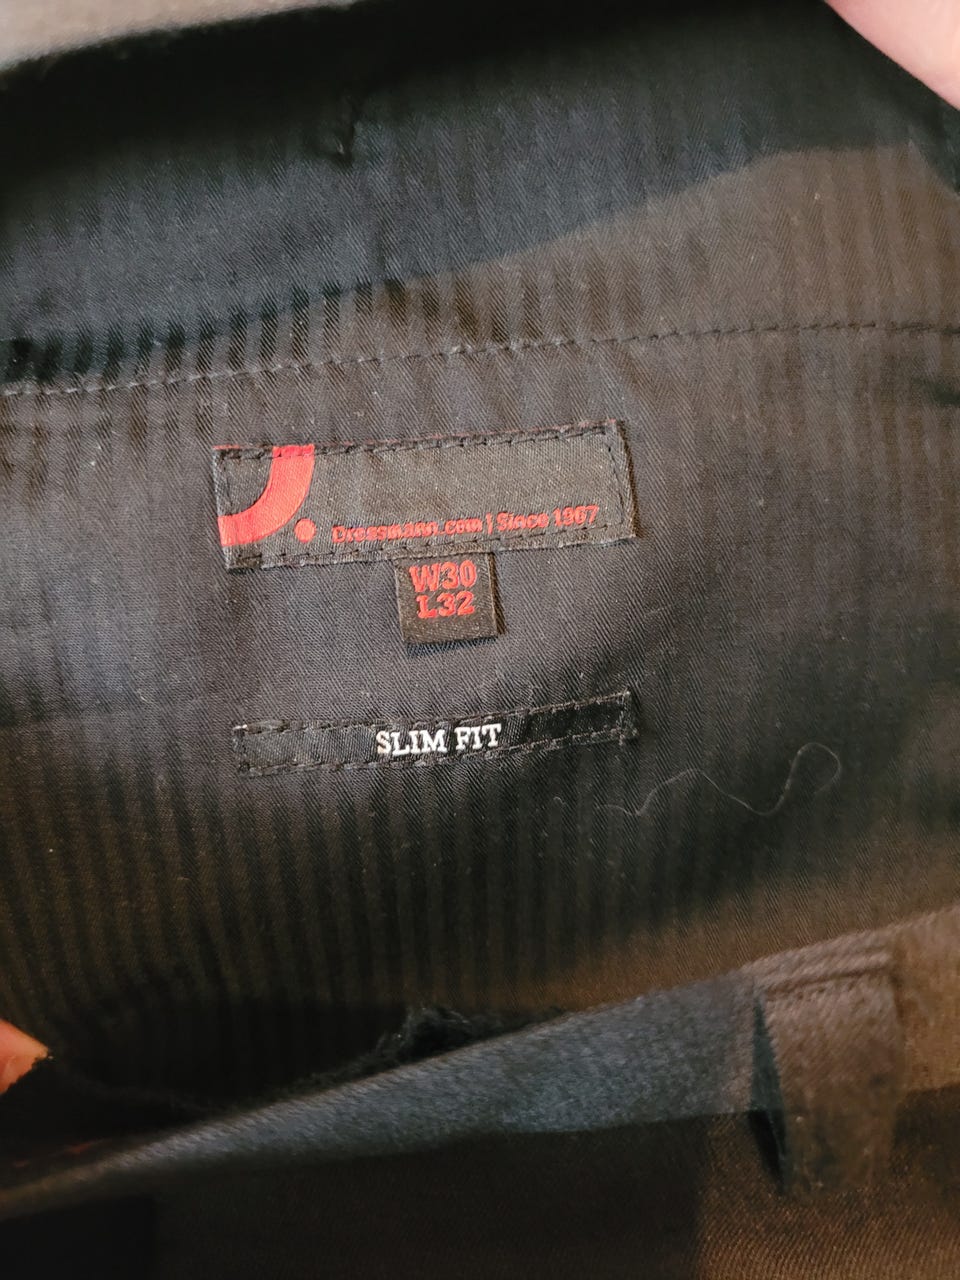 Dressmann.com | Since 1967
W30
L32
SLIM FIT